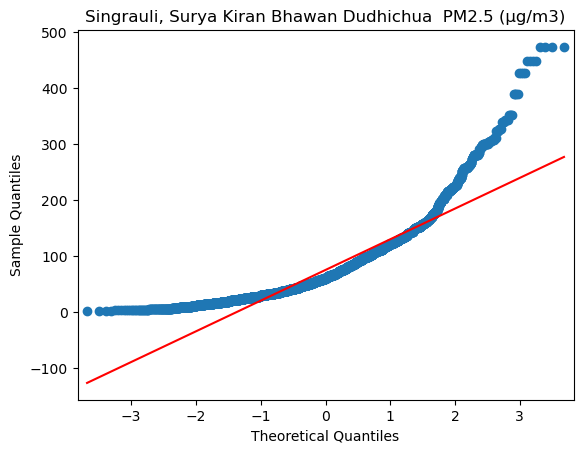 Singrauli, Surya Kiran Bhawan Dudhichua  PM2.5 (µg/m3)
500
400
300
200
100
0
−100
Sample Quantiles
−3 −2 −1 0 1 2 3
Theoretical Quantiles